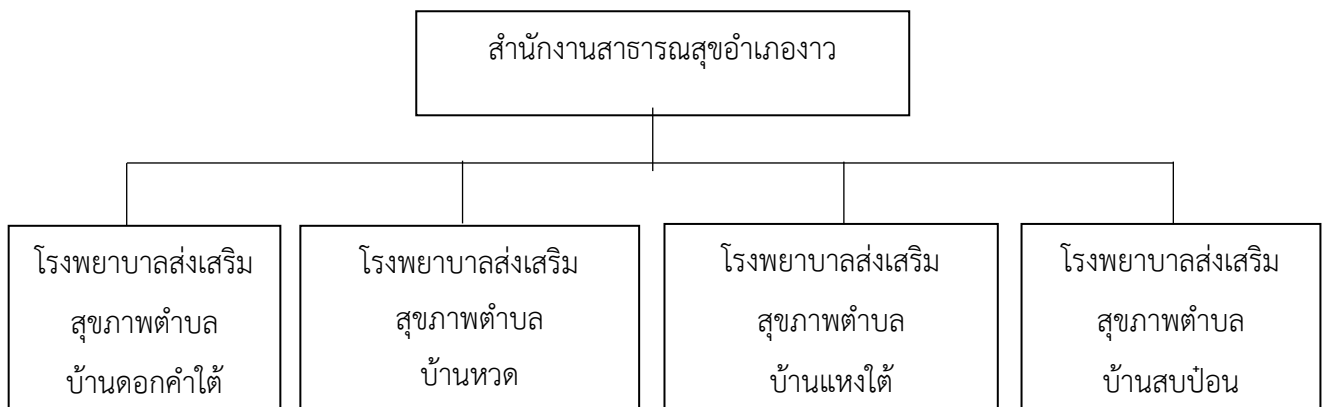 สำนักงานสาธารณสุขอำเภองาว
โรงพยาบาลส่งเสริม
สุขภาพตำบล
บ้านดอกคำใต้
โรงพยาบาลส่งเสริม
สุขภาพตำบล
บ้านหวด
โรงพยาบาลส่งเสริม
สุขภาพตำบล
บ้านแหงใต้
โรงพยาบาลส่งเสริม
สุขภาพตำบล
บ้านสบป๋อน